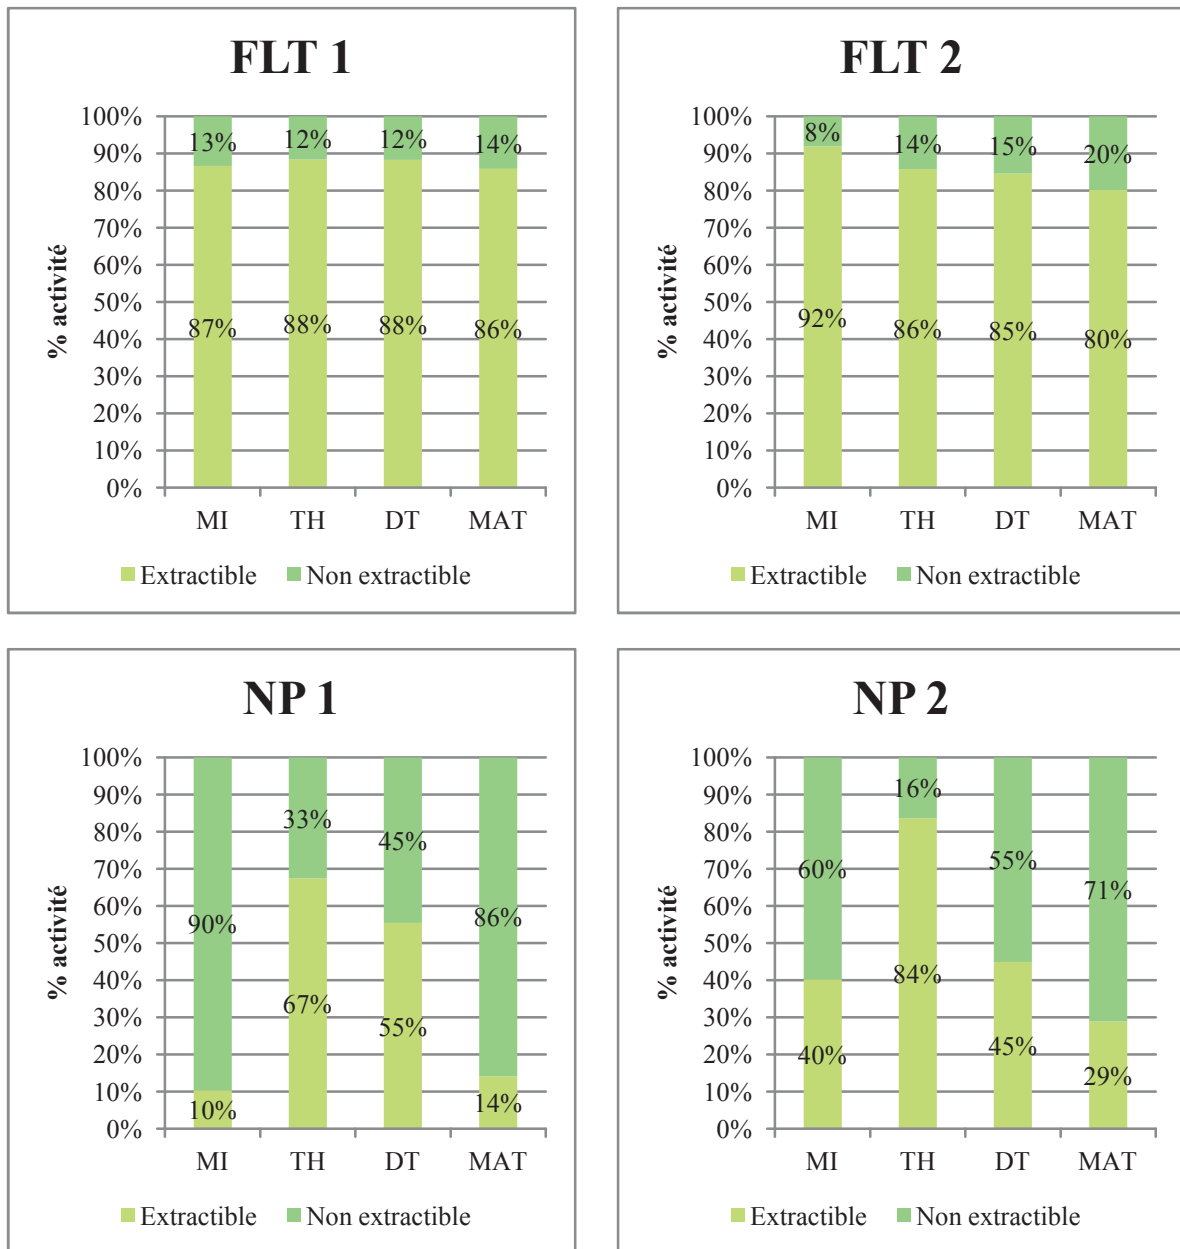 FLT 1
% activité
100%
90%
80%
70%
60%
50%
40%
30%
20%
10%
0%
13% 12% 12% 14%
87% 88% 88% 86%
MI TH DT MAT
Extractible Non extractible
FLT 2
% activité
100%
90%
80%
70%
60%
50%
40%
30%
20%
10%
0%
8% 14% 15% 20%
92% 86% 85% 80%
MI TH DT MAT
Extractible Non extractible
NP 1
% activité
100%
90%
80%
70%
60%
50%
40%
30%
20%
10%
0%
90% 33% 45% 86%
10% 67% 55% 14%
MI TH DT MAT
Extractible Non extractible
NP 2
% activité
100%
90%
80%
70%
60%
50%
40%
30%
20%
10%
0%
60% 16% 55% 71%
40% 84% 45% 29%
MI TH DT MAT
Extractible Non extractible